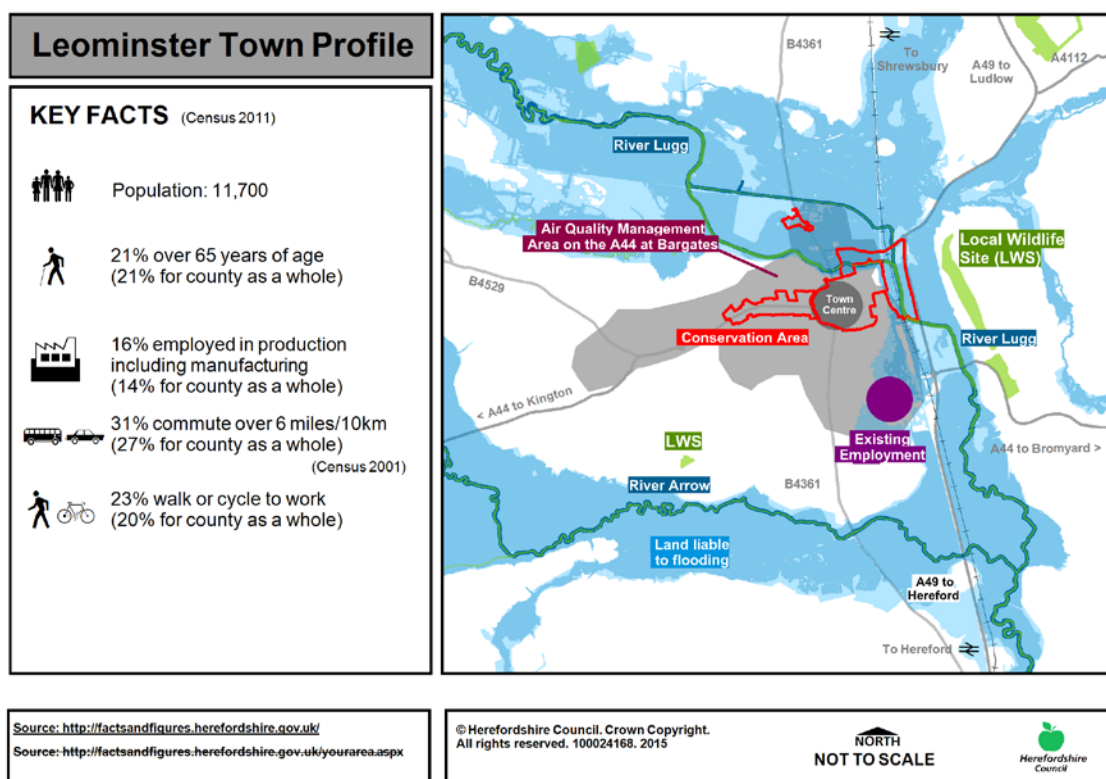 Leominster Town Profile
KEY FACTS (Census 2011)
Population: 11,700
21% over 65 years of age
(21% for county as a whole)
16% employed in production
including manufacturing
(14% for county as a whole)
31% commute over 6 miles/10km
(27% for county as a whole)
(Census 2001)
23% walk or cycle to work
(20% for county as a whole)
B4361
To
Shrewsbury
A49 to
Ludlow
A4112
River Lugg
Air Quality Management
Area on the A44 at Bargates
Local Wildlife
Site (LWS)
B4529
Town
Centre
Conservation Area
River Lugg
< A44 to Kington
Existing
Employment
A44 to Bromyard >
LWS
River Arrow
B4361
Land liable
to flooding
A49 to
Hereford
To Hereford
Source: http://factsandfigures.herefordshire.gov.uk/
Source: http://factsandfigures.herefordshire.gov.uk/yourarea.aspx
© Herefordshire Council. Crown Copyright.
All rights reserved. 100024168. 2015
NORTH
NOT TO SCALE
Herefordshire
Council